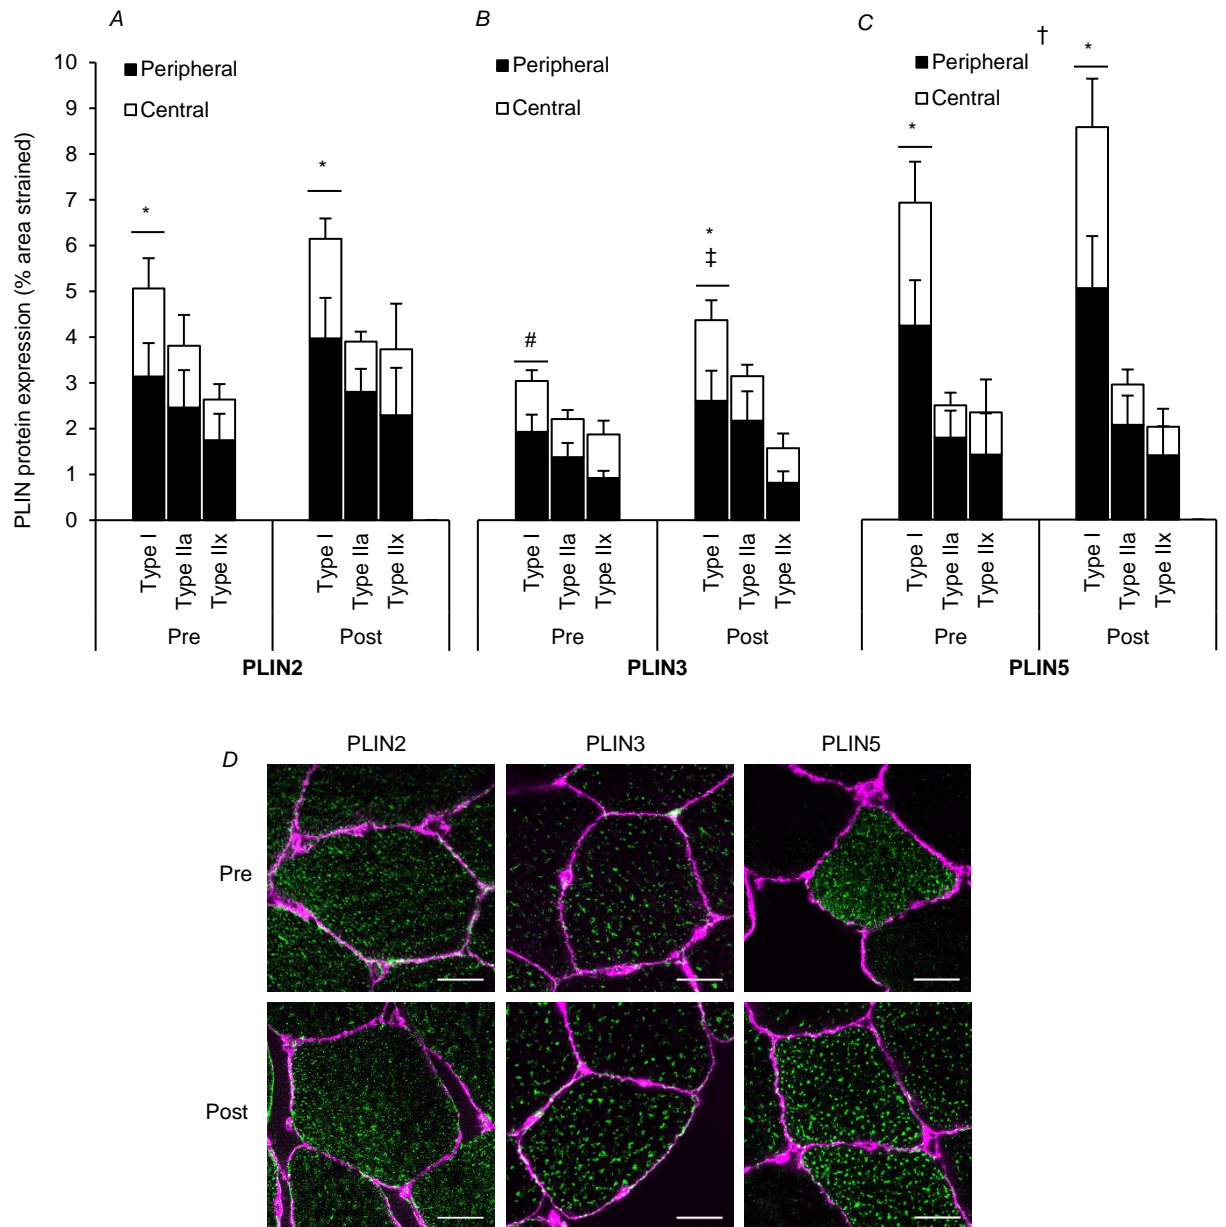 A
B
C
PLIN protein expression (% area strained)
10
9
8
7
6
5
4
3
2
1
0
Peripheral
Central
*
*
Type I
Type IIa
Type IIx
Type I
Type IIa
Type IIx
Pre
Post
PLIN2
Peripheral
Central
#
*
‡
Type I
Type IIa
Type IIx
Type I
Type IIa
Type IIx
Pre
Post
PLIN3
Peripheral
Central
*
†
*
Type I
Type IIa
Type IIx
Type I
Type IIa
Type IIx
Pre
Post
PLIN5
D
PLIN2
PLIN3
PLIN5
Pre
Post